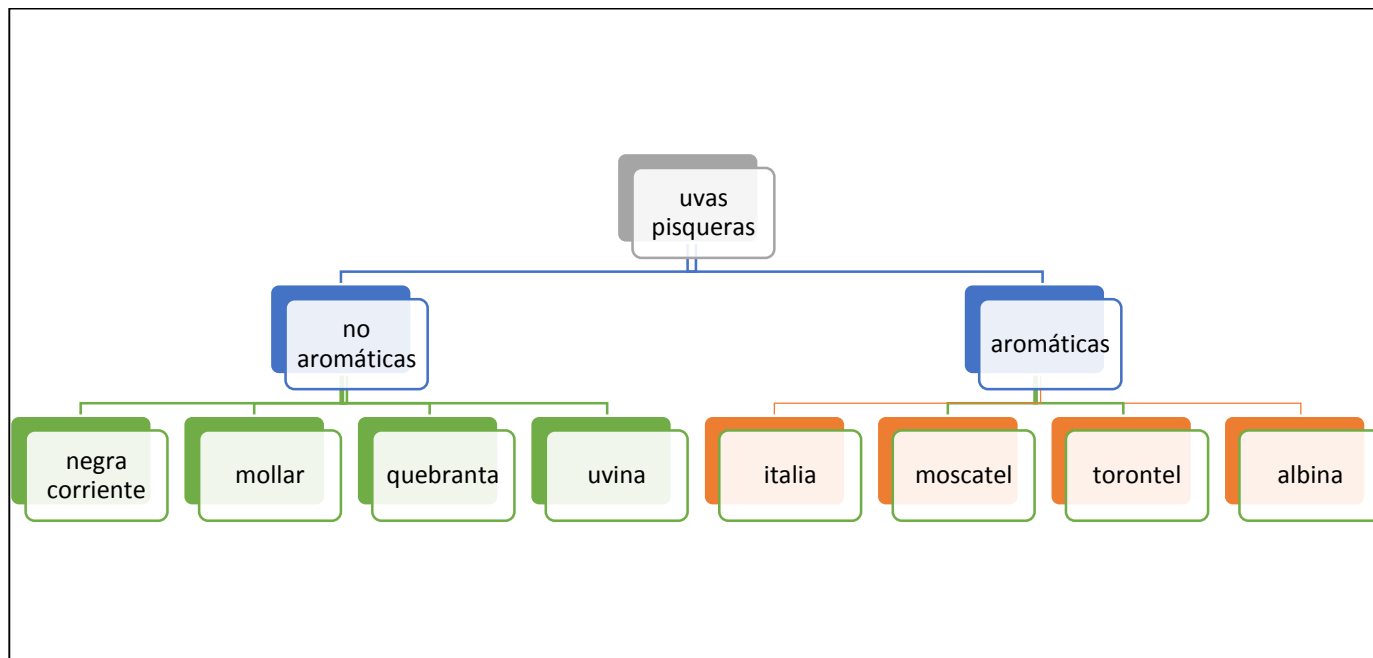 uvas
pisqueras
no
aromáticas
aromáticas
negra
corriente
mollar
quebranta
uvina
italia
moscatel
torontel
albina